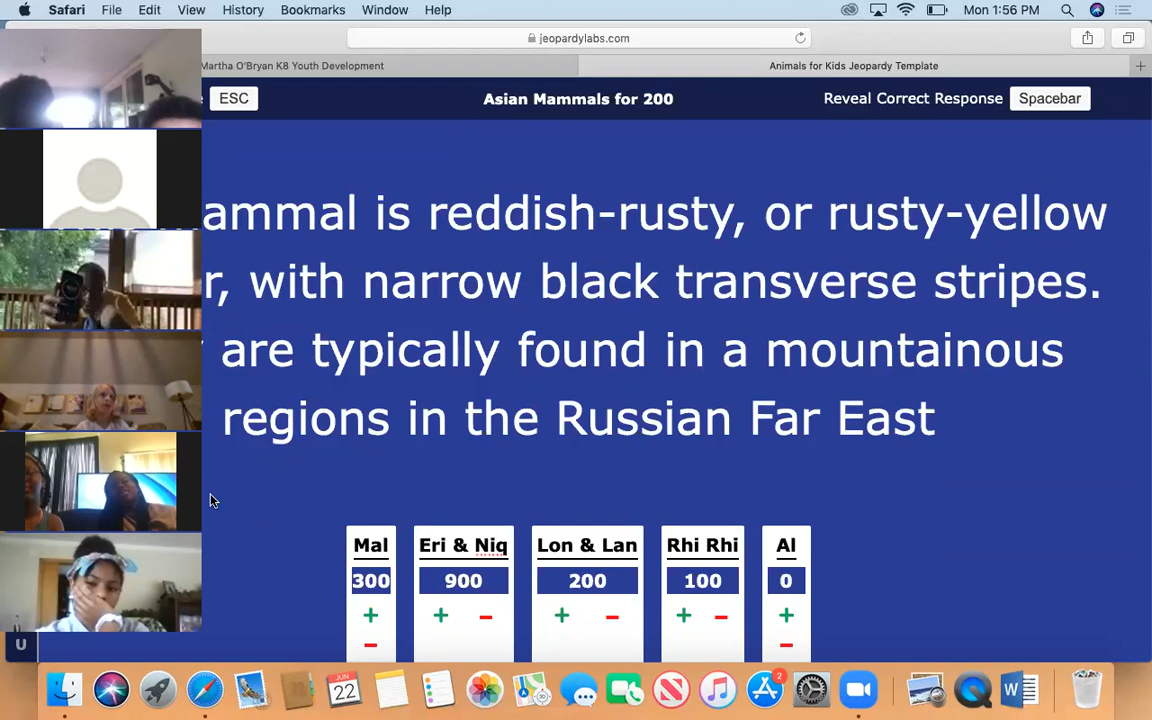 Safari File Edit View History Bookmarks Window Help Mon 1:56 PM
jeopardylabs.com
Martha O'Bryan K8 Youth Development Animals for Kids Jeopardy Template
ESC Asian Mammals for 200 Reveal Correct Response Spacebar
ammal is reddish-rusty, or rusty-yellow
r, with narrow black transverse stripes.
are typically found in a mountainous
regions in the Russian Far East
Mal Eri & Niq Lon & Lan Rhi Rhi Al
300 900 200 100 0
+ + − + − + − +
− −
U
JUN
22
2
W